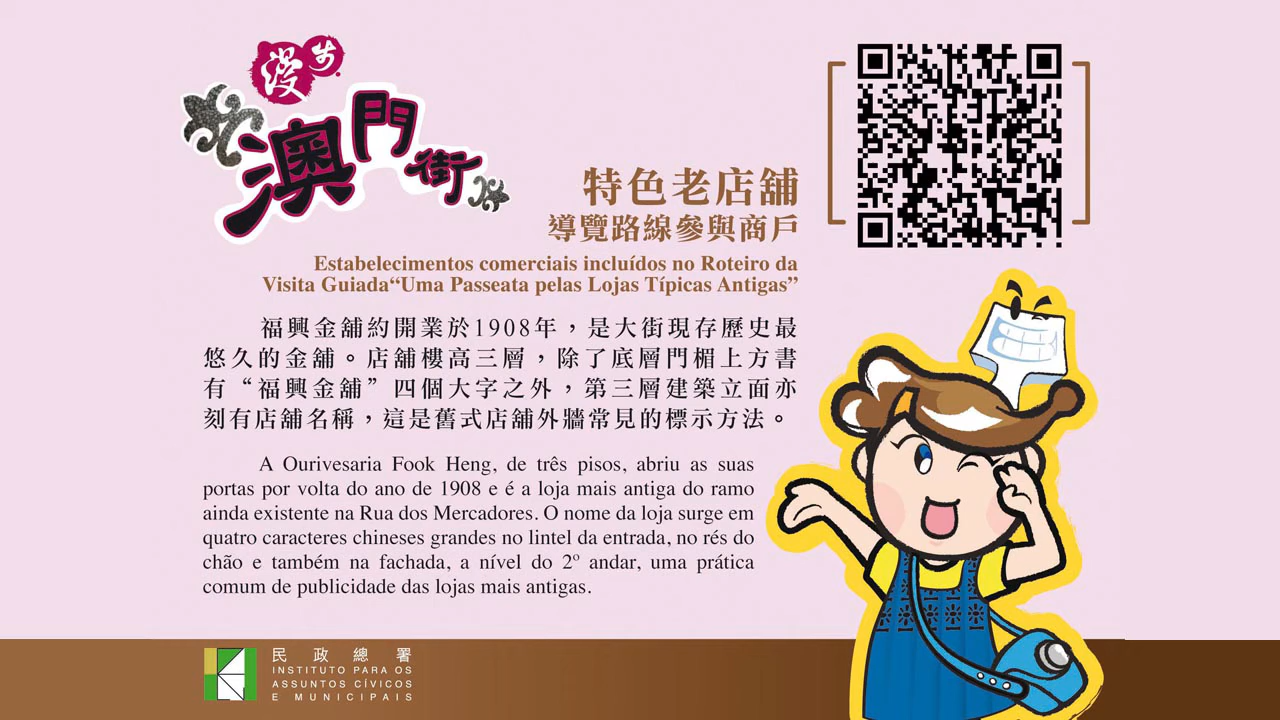 漫步
澳門街
特色老店舖
導覽路線參與商戶
Estabelecimentos comerciais incluídos no Roteiro da
Visita Guiada“Uma Passeata pelas Lojas Típicas Antigas”
福興金舖約開業於1908年，是大街現存歷史最
悠久的金舖。店舖樓高三層，除了底層門楣上方書
有“福興金舖”四個大字之外，第三層建築立面亦
刻有店舖名稱，這是舊式店舖外牆常見的標示方法。
A Ourivesaria Fook Heng, de três pisos, abriu as suas
portas por volta do ano de 1908 e é a loja mais antiga do ramo
ainda existente na Rua dos Mercadores. O nome da loja surge em
quatro caracteres chineses grandes no lintel da entrada, no rés do
chão e também na fachada, a nível do 2º andar, uma prática
comum de publicidade das lojas mais antigas.
民政總署
INSTITUTO PARA OS
ASSUNTOS CÍVICOS
E MUNICIPAIS